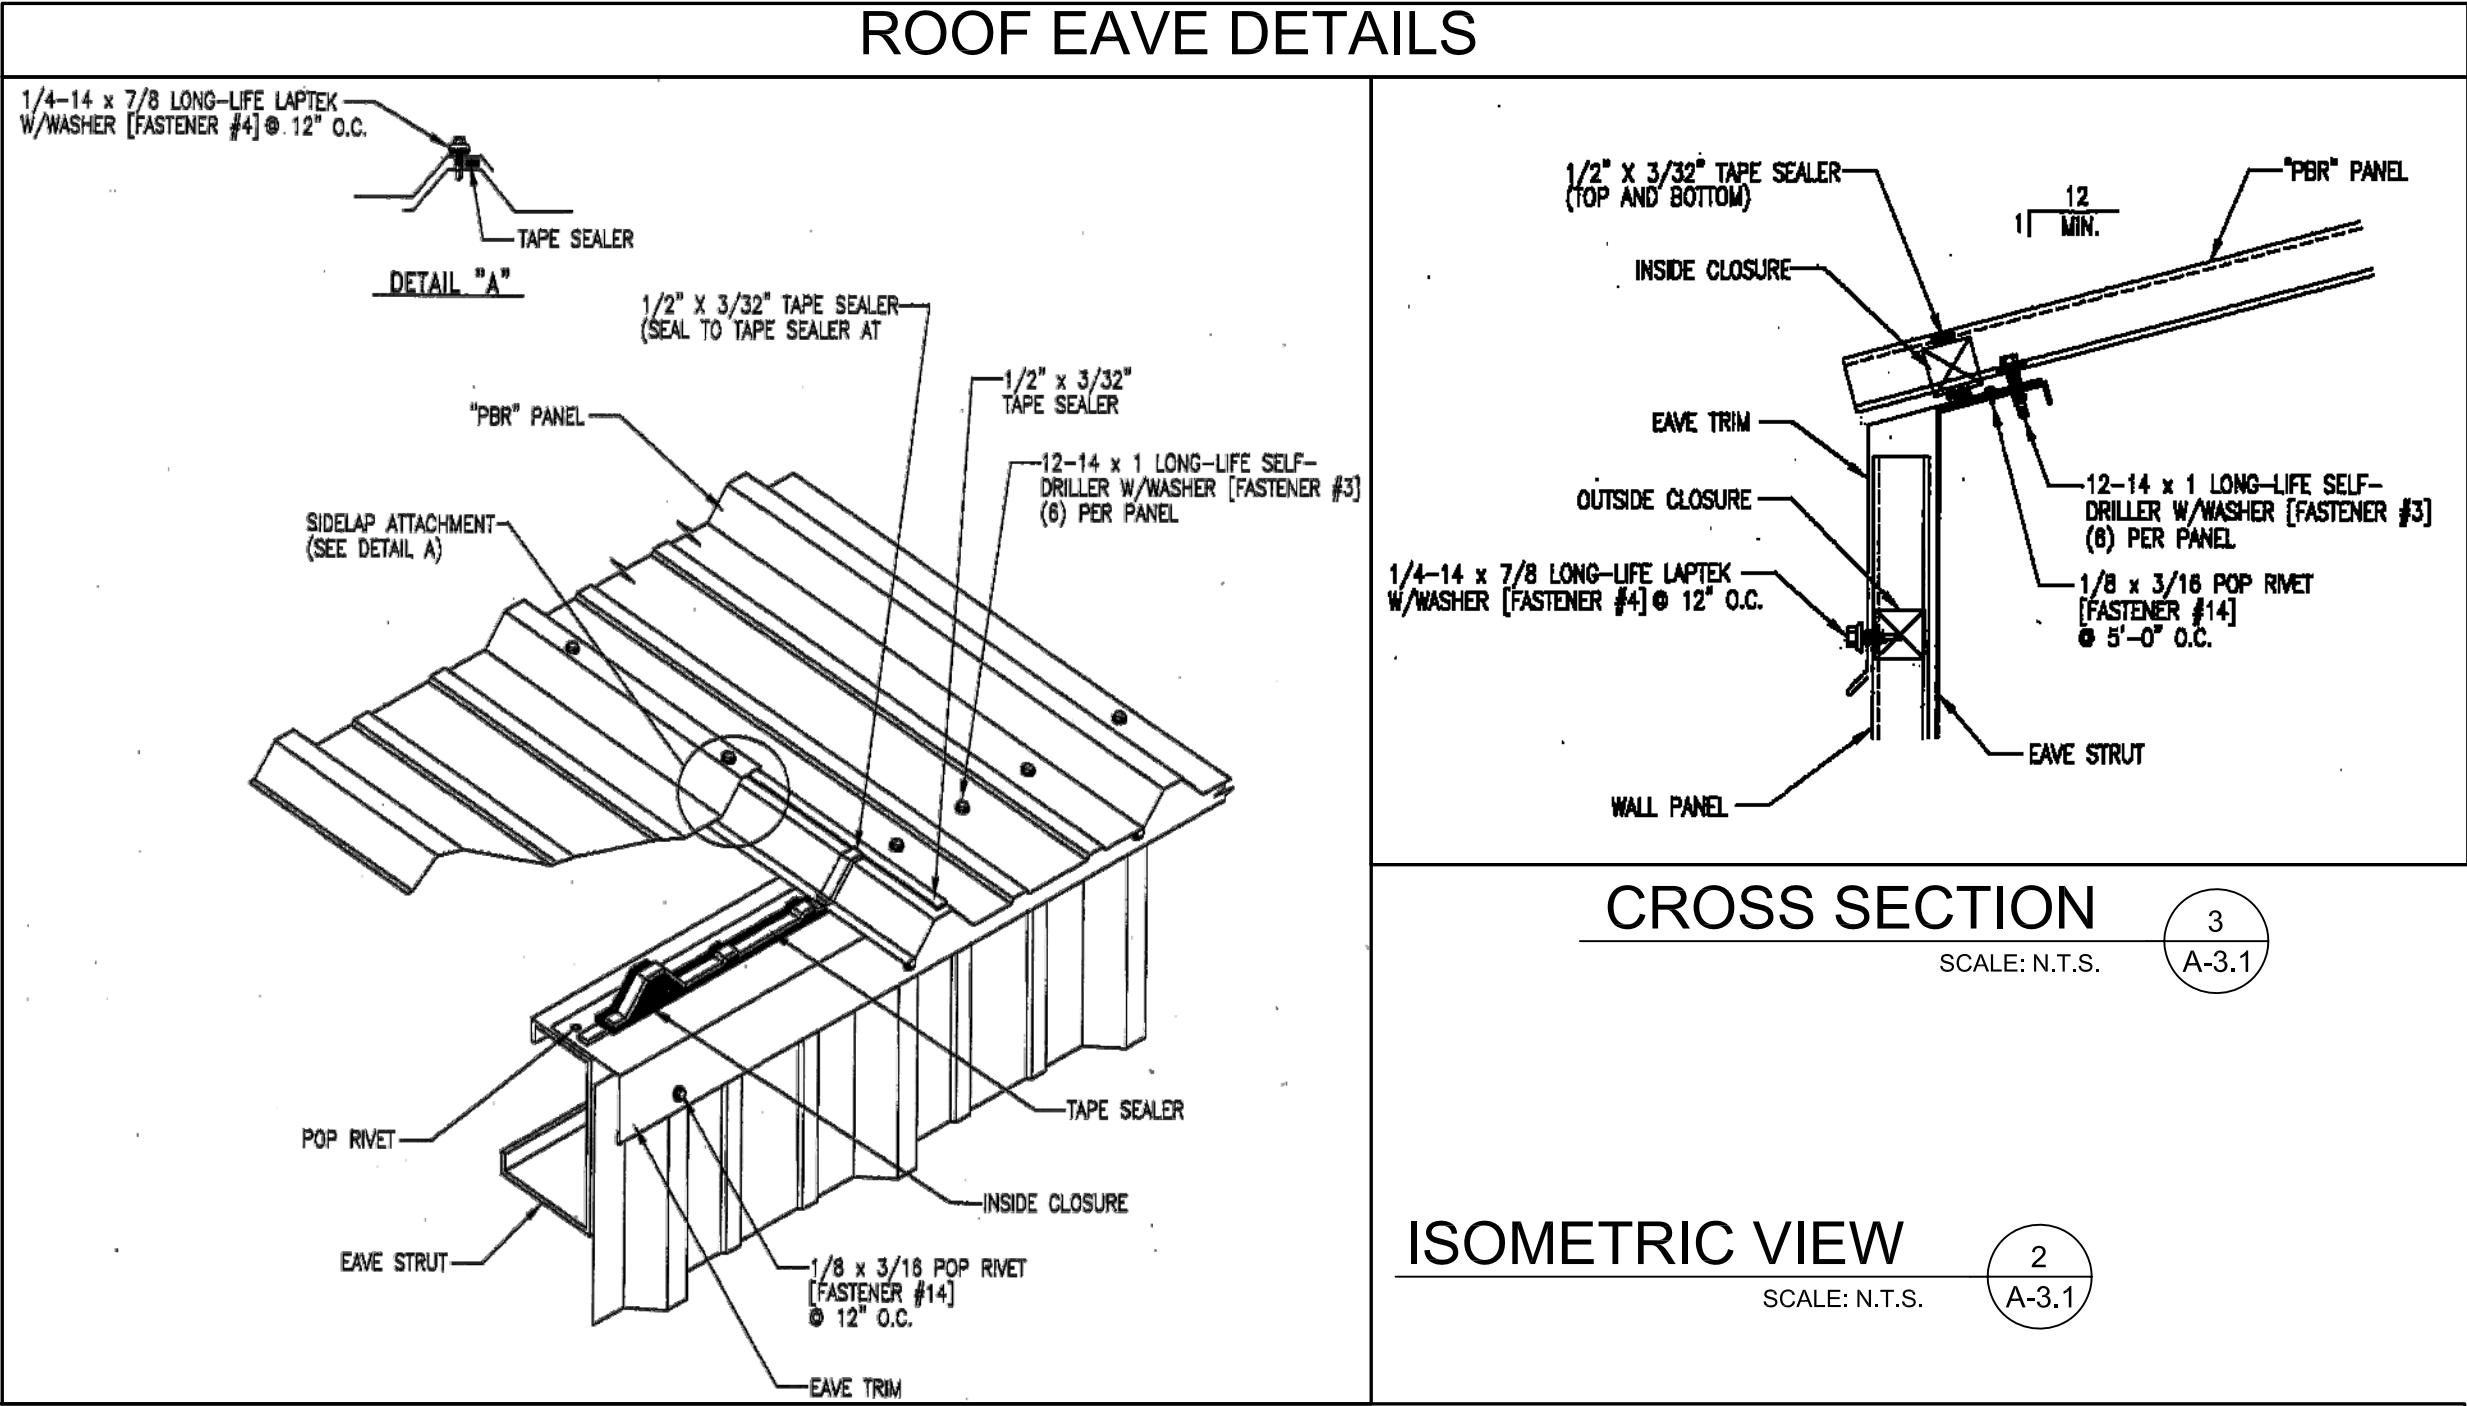 ROOF EAVE DETAILS
1/4-14 x 7/8 LONG-LIFE LAPTEK
W/WASHER [FASTENER #4] @ 12" O.C.
TAPE SEALER
DETAIL "A"
1/2" X 3/32" TAPE SEALER
(SEAL TO TAPE SEALER AT
1/2" x 3/32"
TAPE SEALER
"PBR" PANEL
12-14 x 1 LONG-LIFE SELF-
DRILLER W/WASHER [FASTENER #3]
(6) PER PANEL
SIDELAP ATTACHMENT
(SEE DETAIL A)
TAPE SEALER
POP RIVET
INSIDE CLOSURE
EAVE STRUT
1/8 x 3/16 POP RIVET
[FASTENER #14]
@ 12" O.C.
EAVE TRIM
1/2" X 3/32" TAPE SEALER
(TOP AND BOTTOM)
"PBR" PANEL
12
1 MIN.
INSIDE CLOSURE
EAVE TRIM
OUTSIDE CLOSURE
12-14 x 1 LONG-LIFE SELF-
DRILLER W/WASHER [FASTENER #3]
(6) PER PANEL
1/4-14 x 7/8 LONG-LIFE LAPTEK
W/WASHER [FASTENER #4] @ 12" O.C.
1/8 x 3/16 POP RIVET
[FASTENER #14]
@ 5'-0" O.C.
EAVE STRUT
WALL PANEL
CROSS SECTION
SCALE: N.T.S.
3
A-3.1
ISOMETRIC VIEW
SCALE: N.T.S.
2
A-3.1